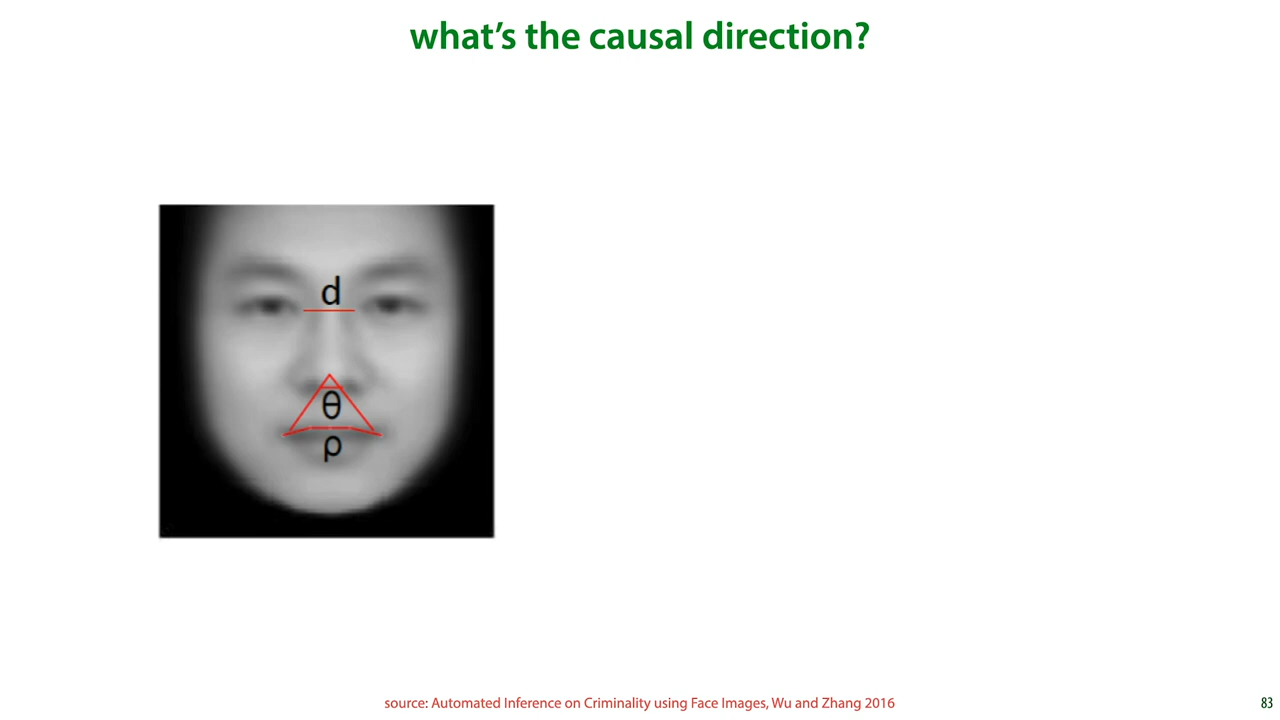 what’s the causal direction?
d
θ
ρ
source: Automated Inference on Criminality using Face Images, Wu and Zhang 2016
83